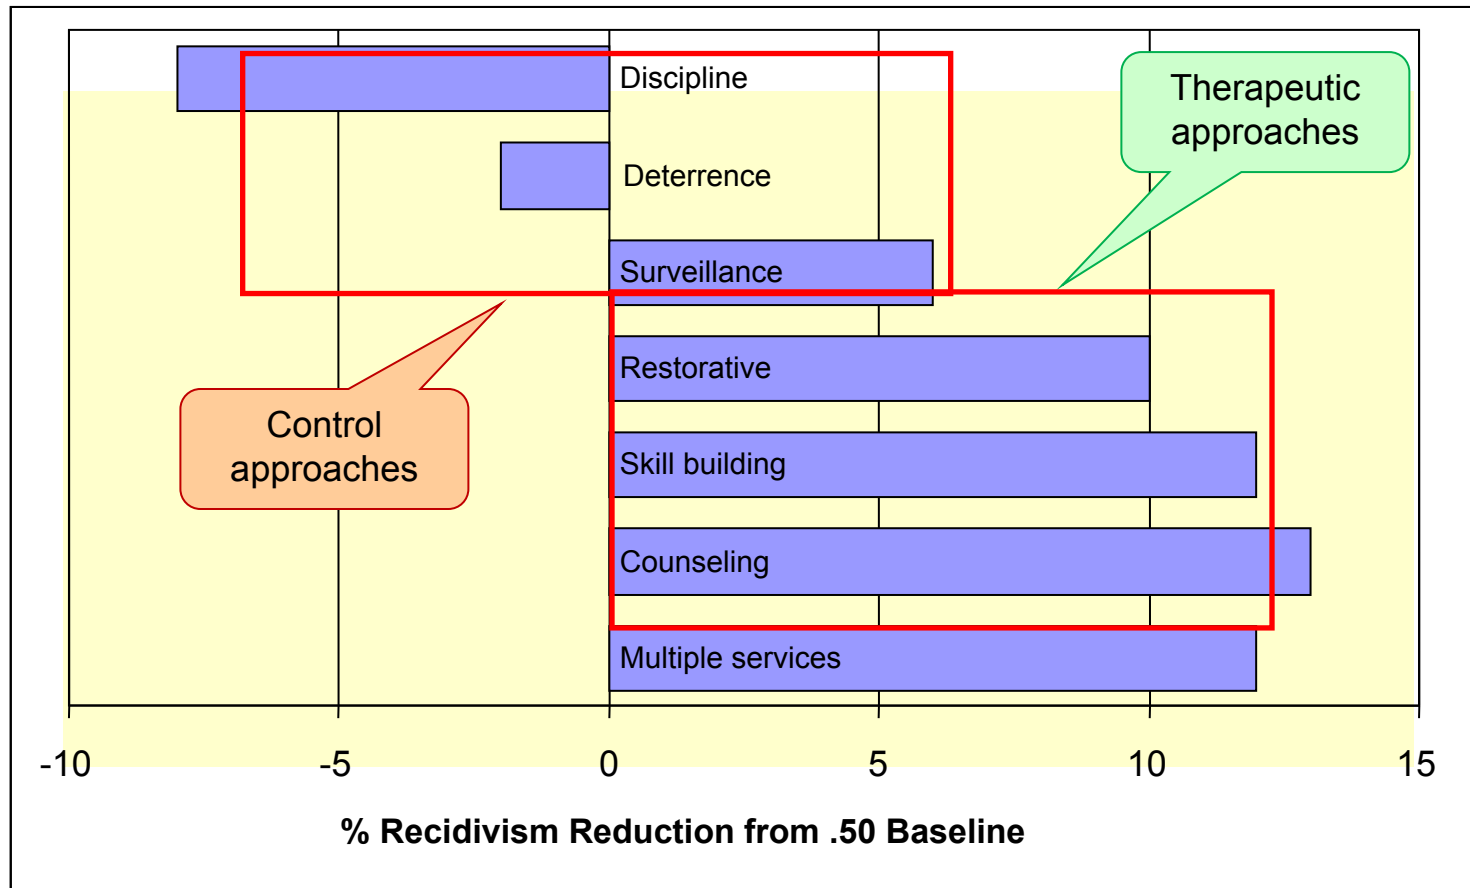 Discipline
Therapeutic
approaches
Deterrence
Surveillance
Restorative
Control
approaches
Skill building
Counseling
Multiple services
-10 -5 0 5 10 15
% Recidivism Reduction from .50 Baseline